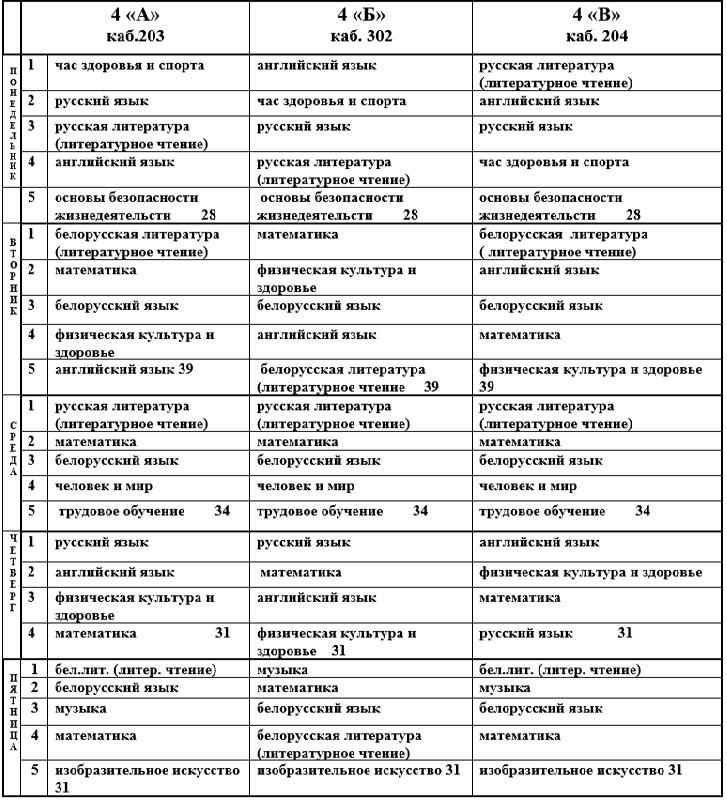 4 «А» 4 «Б» 4 «В»
каб.203 каб. 302 каб. 204
ПОНЕДЕЛЬНИК
1 час здоровья и спорта английский язык русская литература
(литературное чтение)
2 русский язык час здоровья и спорта английский язык
3 русская литература русский язык русский язык
(литературное чтение)
4 английский язык русская литература час здоровья и спорта
(литературное чтение)
5 основы безопасности основы безопасности основы безопасности
жизнедеятельсти 28 жизнедеятельсти 28 жизнедеятельсти 28
ВТОРНИК
1 белорусская литература математика белорусская литература
(литературное чтение) ( литературное чтение)
2 математика физическая культура и английский язык
здоровье
3 белорусский язык белорусский язык белорусский язык
4 физическая культура и английский язык математика
здоровье
5 английский язык 39 белорусская литература физическая культура и здоровье
(литературное чтение 39 39
СРЕДА
1 русская литература русская литература русская литература
(литературное чтение) (литературное чтение) (литературное чтение)
2 математика математика математика
3 белорусский язык белорусский язык белорусский язык
4 человек и мир человек и мир человек и мир
5 трудовое обучение 34 трудовое обучение 34 трудовое обучение 34
ЧЕТВЕРГ
1 русский язык русский язык английский язык
2 английский язык математика физическая культура и здоровье
3 физическая культура и английский язык математика
здоровье
4 математика 31 физическая культура и русский язык 31
здоровье 31
ПЯТНИЦА
1 бел.лит. (литер. чтение) музыка бел.лит. (литер. чтение)
2 белорусский язык математика музыка
3 музыка белорусский язык белорусский язык
4 математика белорусская литература математика
(литературное чтение)
5 изобразительное искусство изобразительное искусство 31 изобразительное искусство 31
31